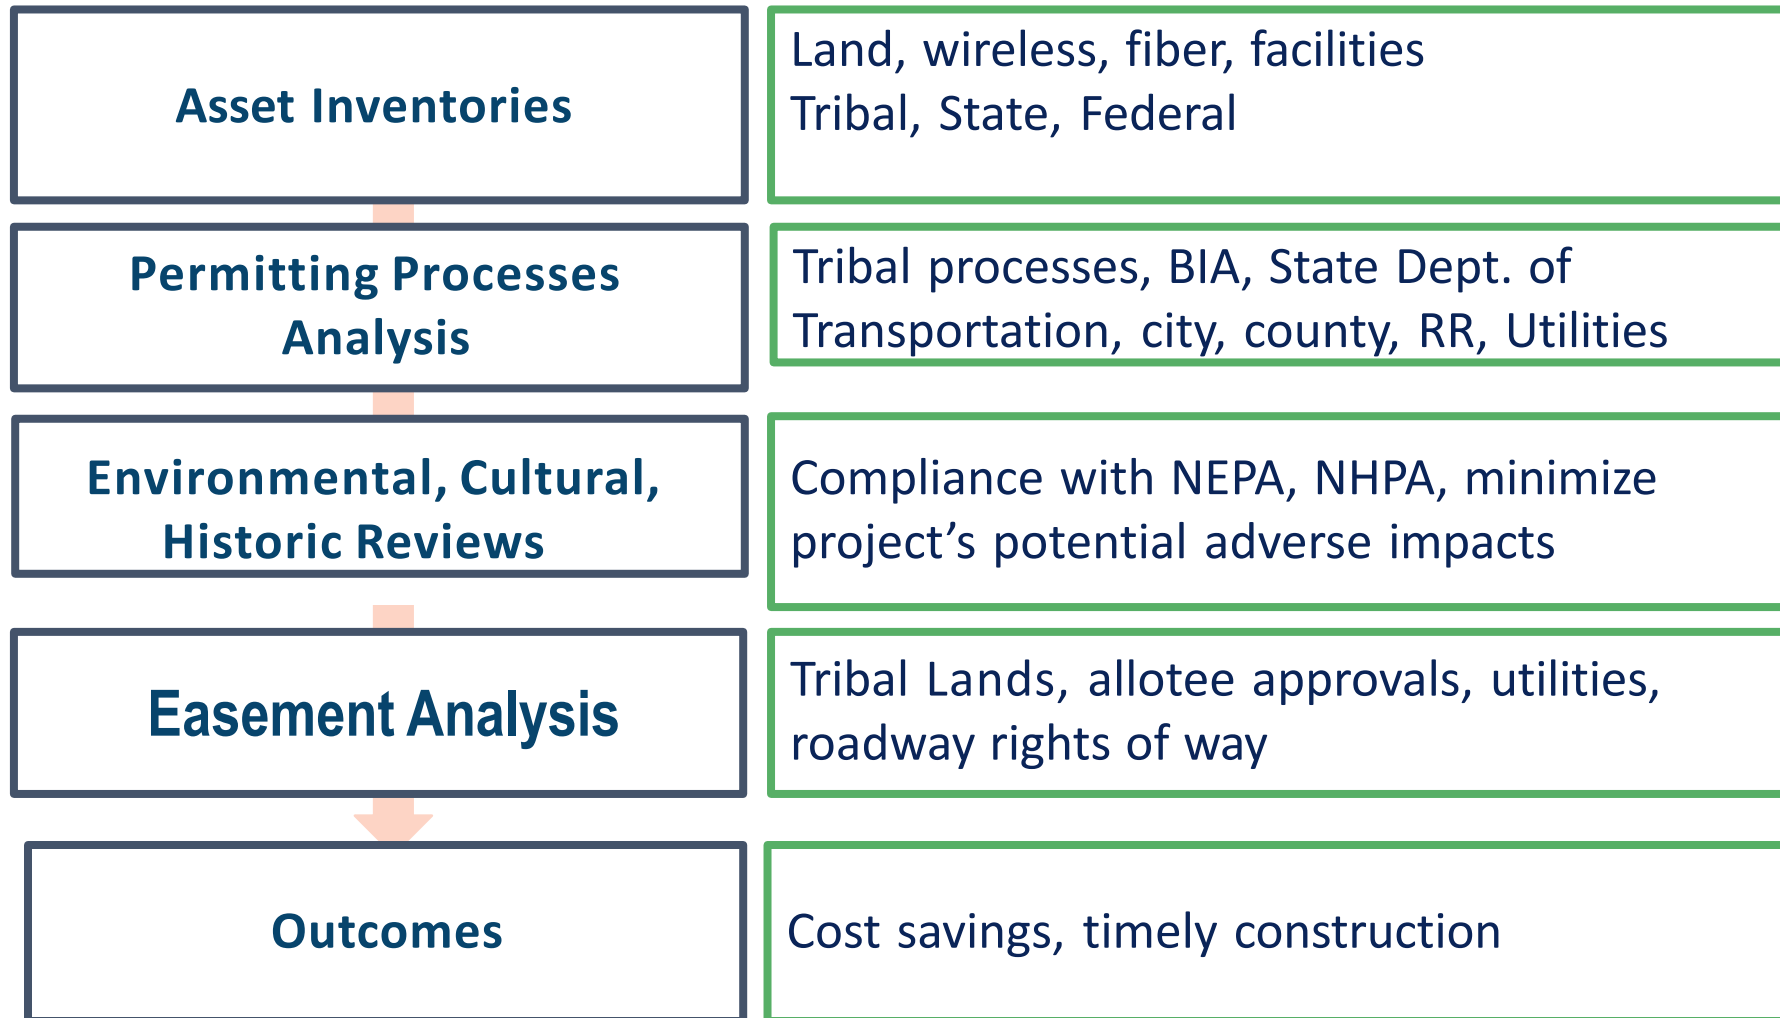 Asset Inventories
Land, wireless, fiber, facilities
Tribal, State, Federal
Permitting Processes
Analysis
Tribal processes, BIA, State Dept. of
Transportation, city, county, RR, Utilities
Environmental, Cultural,
Historic Reviews
Compliance with NEPA, NHPA, minimize
project’s potential adverse impacts
Easement Analysis
Tribal Lands, allotee approvals, utilities,
roadway rights of way
Outcomes
Cost savings, timely construction